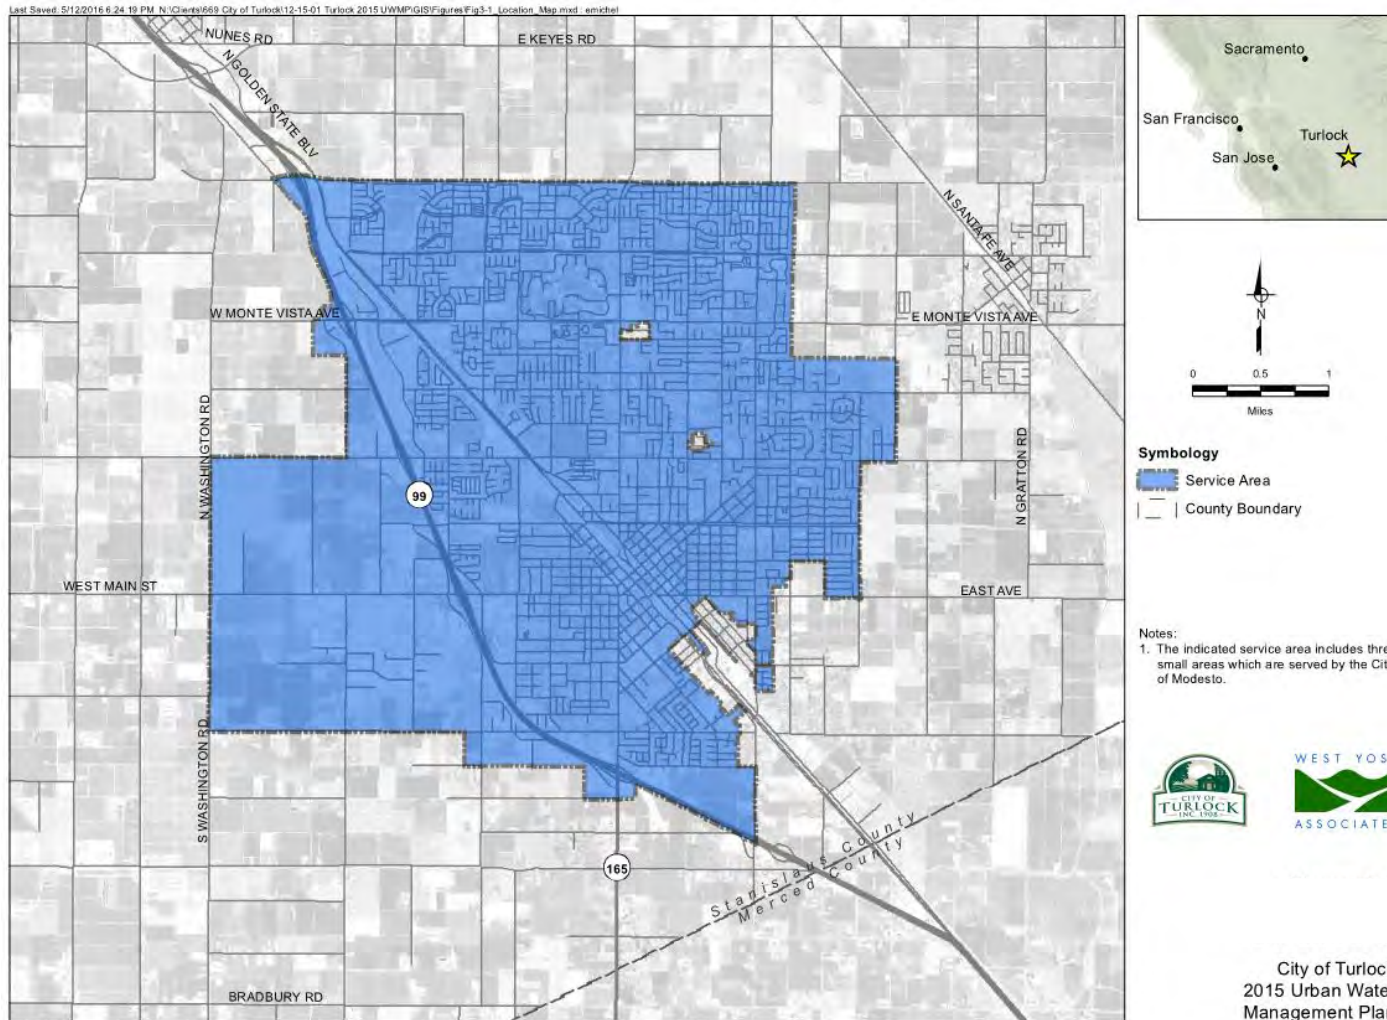 Last Saved: 5/12/2016 6:24:19 PM N:\Clients\669 City of Turlock\12-15-01 Turlock 2015 UWMP\GIS\Figures\Fig3-1_Location_Map.mxd : emichel
NUNES RD
E KEYES RD
N GOLDEN STATE BLV
N SANTA FE AVE
W MONTE VISTA AVE
E MONTE VISTA AVE
N WASHINGTON RD
99
N GRATTON RD
WEST MAIN ST
EAST AVE
S WASHINGTON RD
165
Stanislaus County
Merced County
BRADBURY RD
Sacramento
San Francisco
Turlock
San Jose
N
0 0.5 1
Miles
Symbology
Service Area
County Boundary
Notes:
1. The indicated service area includes thre
small areas which are served by the Cit
of Modesto.
CITY OF
TURLOCK
INC. 1908
WEST YOS
ASSOCIATE
City of Turloc
2015 Urban Wate
Management Pla